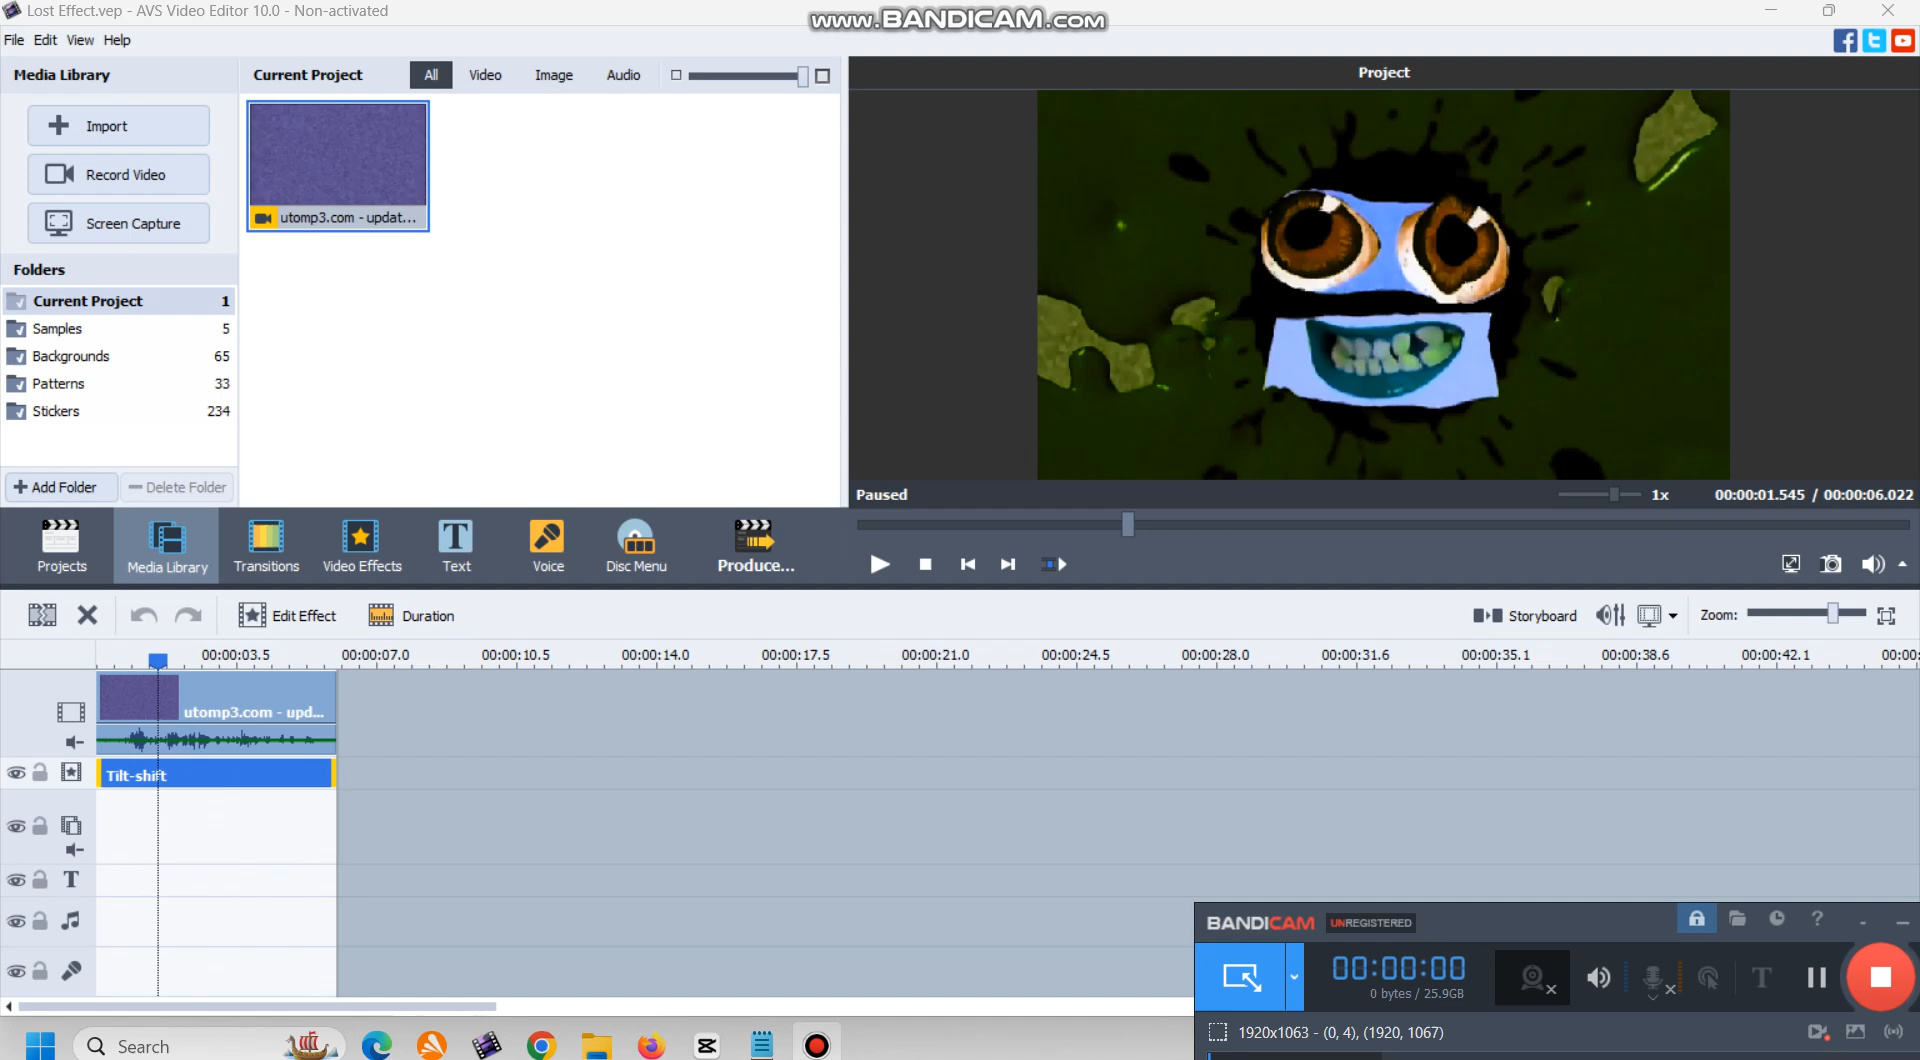 Lost Effect.vep - AVS Video Editor 10.0 - Non-activated
www.BANDICAM.com
File Edit View Help
Media Library
Current Project All Video Image Audio
Project
Import
Record Video
Screen Capture
utomp3.com - updat...
Folders
Current Project 1
Samples 5
Backgrounds 65
Patterns 33
Stickers 234
Add Folder Delete Folder
Paused 1x 00:00:01.545 / 00:00:06.022
Projects Media Library Transitions Video Effects Text Voice Disc Menu Produce...
Edit Effect Duration Storyboard Zoom:
00:00:03.5 00:00:07.0 00:00:10.5 00:00:14.0 00:00:17.5 00:00:21.0 00:00:24.5 00:00:28.0 00:00:31.6 00:00:35.1 00:00:38.6 00:00:42.1 00:00:
utomp3.com - upd...
Tilt-shift
BANDICAM UNREGISTERED
00:00:00
0 bytes / 25.9GB
1920x1063 - (0, 4), (1920, 1067)
Search